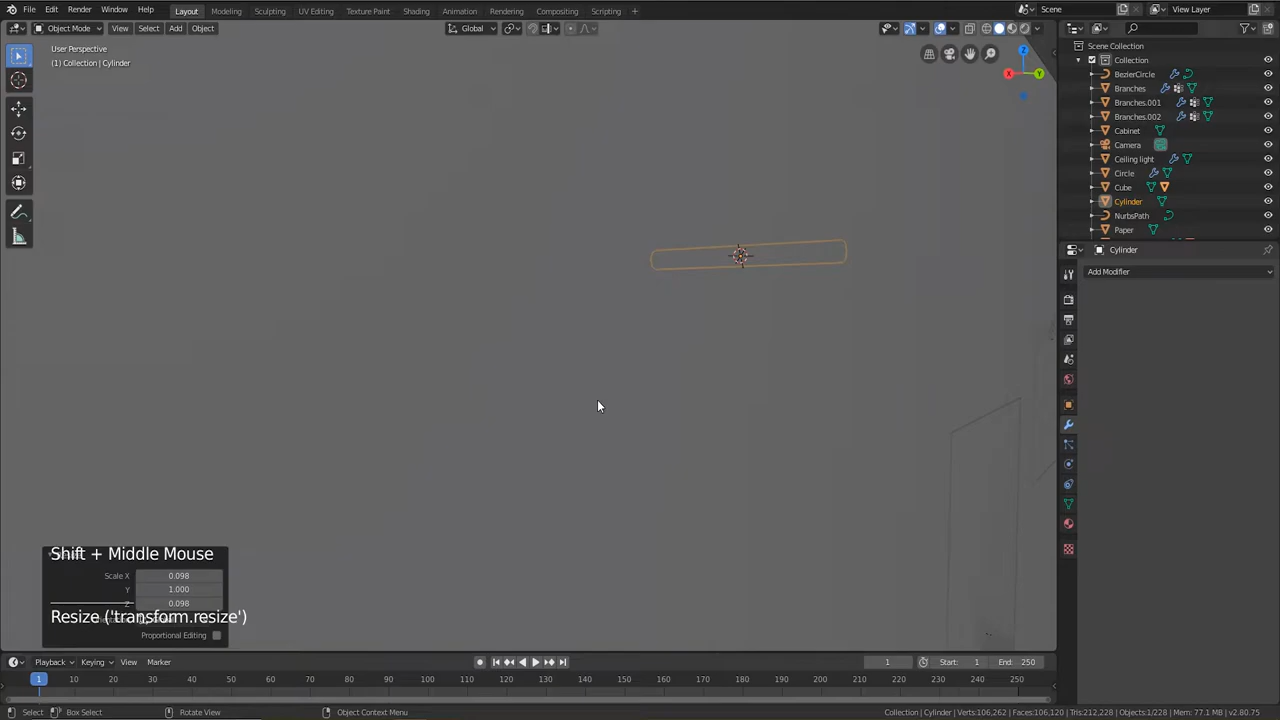 File Edit Render Window Help Layout Modeling Sculpting UV Editing Texture Paint Shading Animation Rendering Compositing Scripting + Scene View Layer
Object Mode View Select Add Object Global
User Perspective
(1) Collection | Cylinder
Scene Collection
Collection
BezierCircle
Branches
Branches.001
Branches.002
Cabinet
Camera
Ceiling light
Circle
Cube
Cylinder
NurbsPath
Paper
Cylinder
Add Modifier
X Y Z
Shift + Middle Mouse
Scale X 0.098
Y 1.000
Z 0.098
Resize ('transform.resize')
Proportional Editing
Playback Keying View Marker 1 Start: 1 End: 250
1 10 20 30 40 50 60 70 80 90 100 110 120 130 140 150 160 170 180 190 200 210 220 230 240 250
Select Box Select Rotate View Object Context Menu Collection | Cylinder | Verts:106,262 | Faces:106,120 | Tris:212,228 | Objects:1/228 | Mem: 77.1 MB | v2.80.75